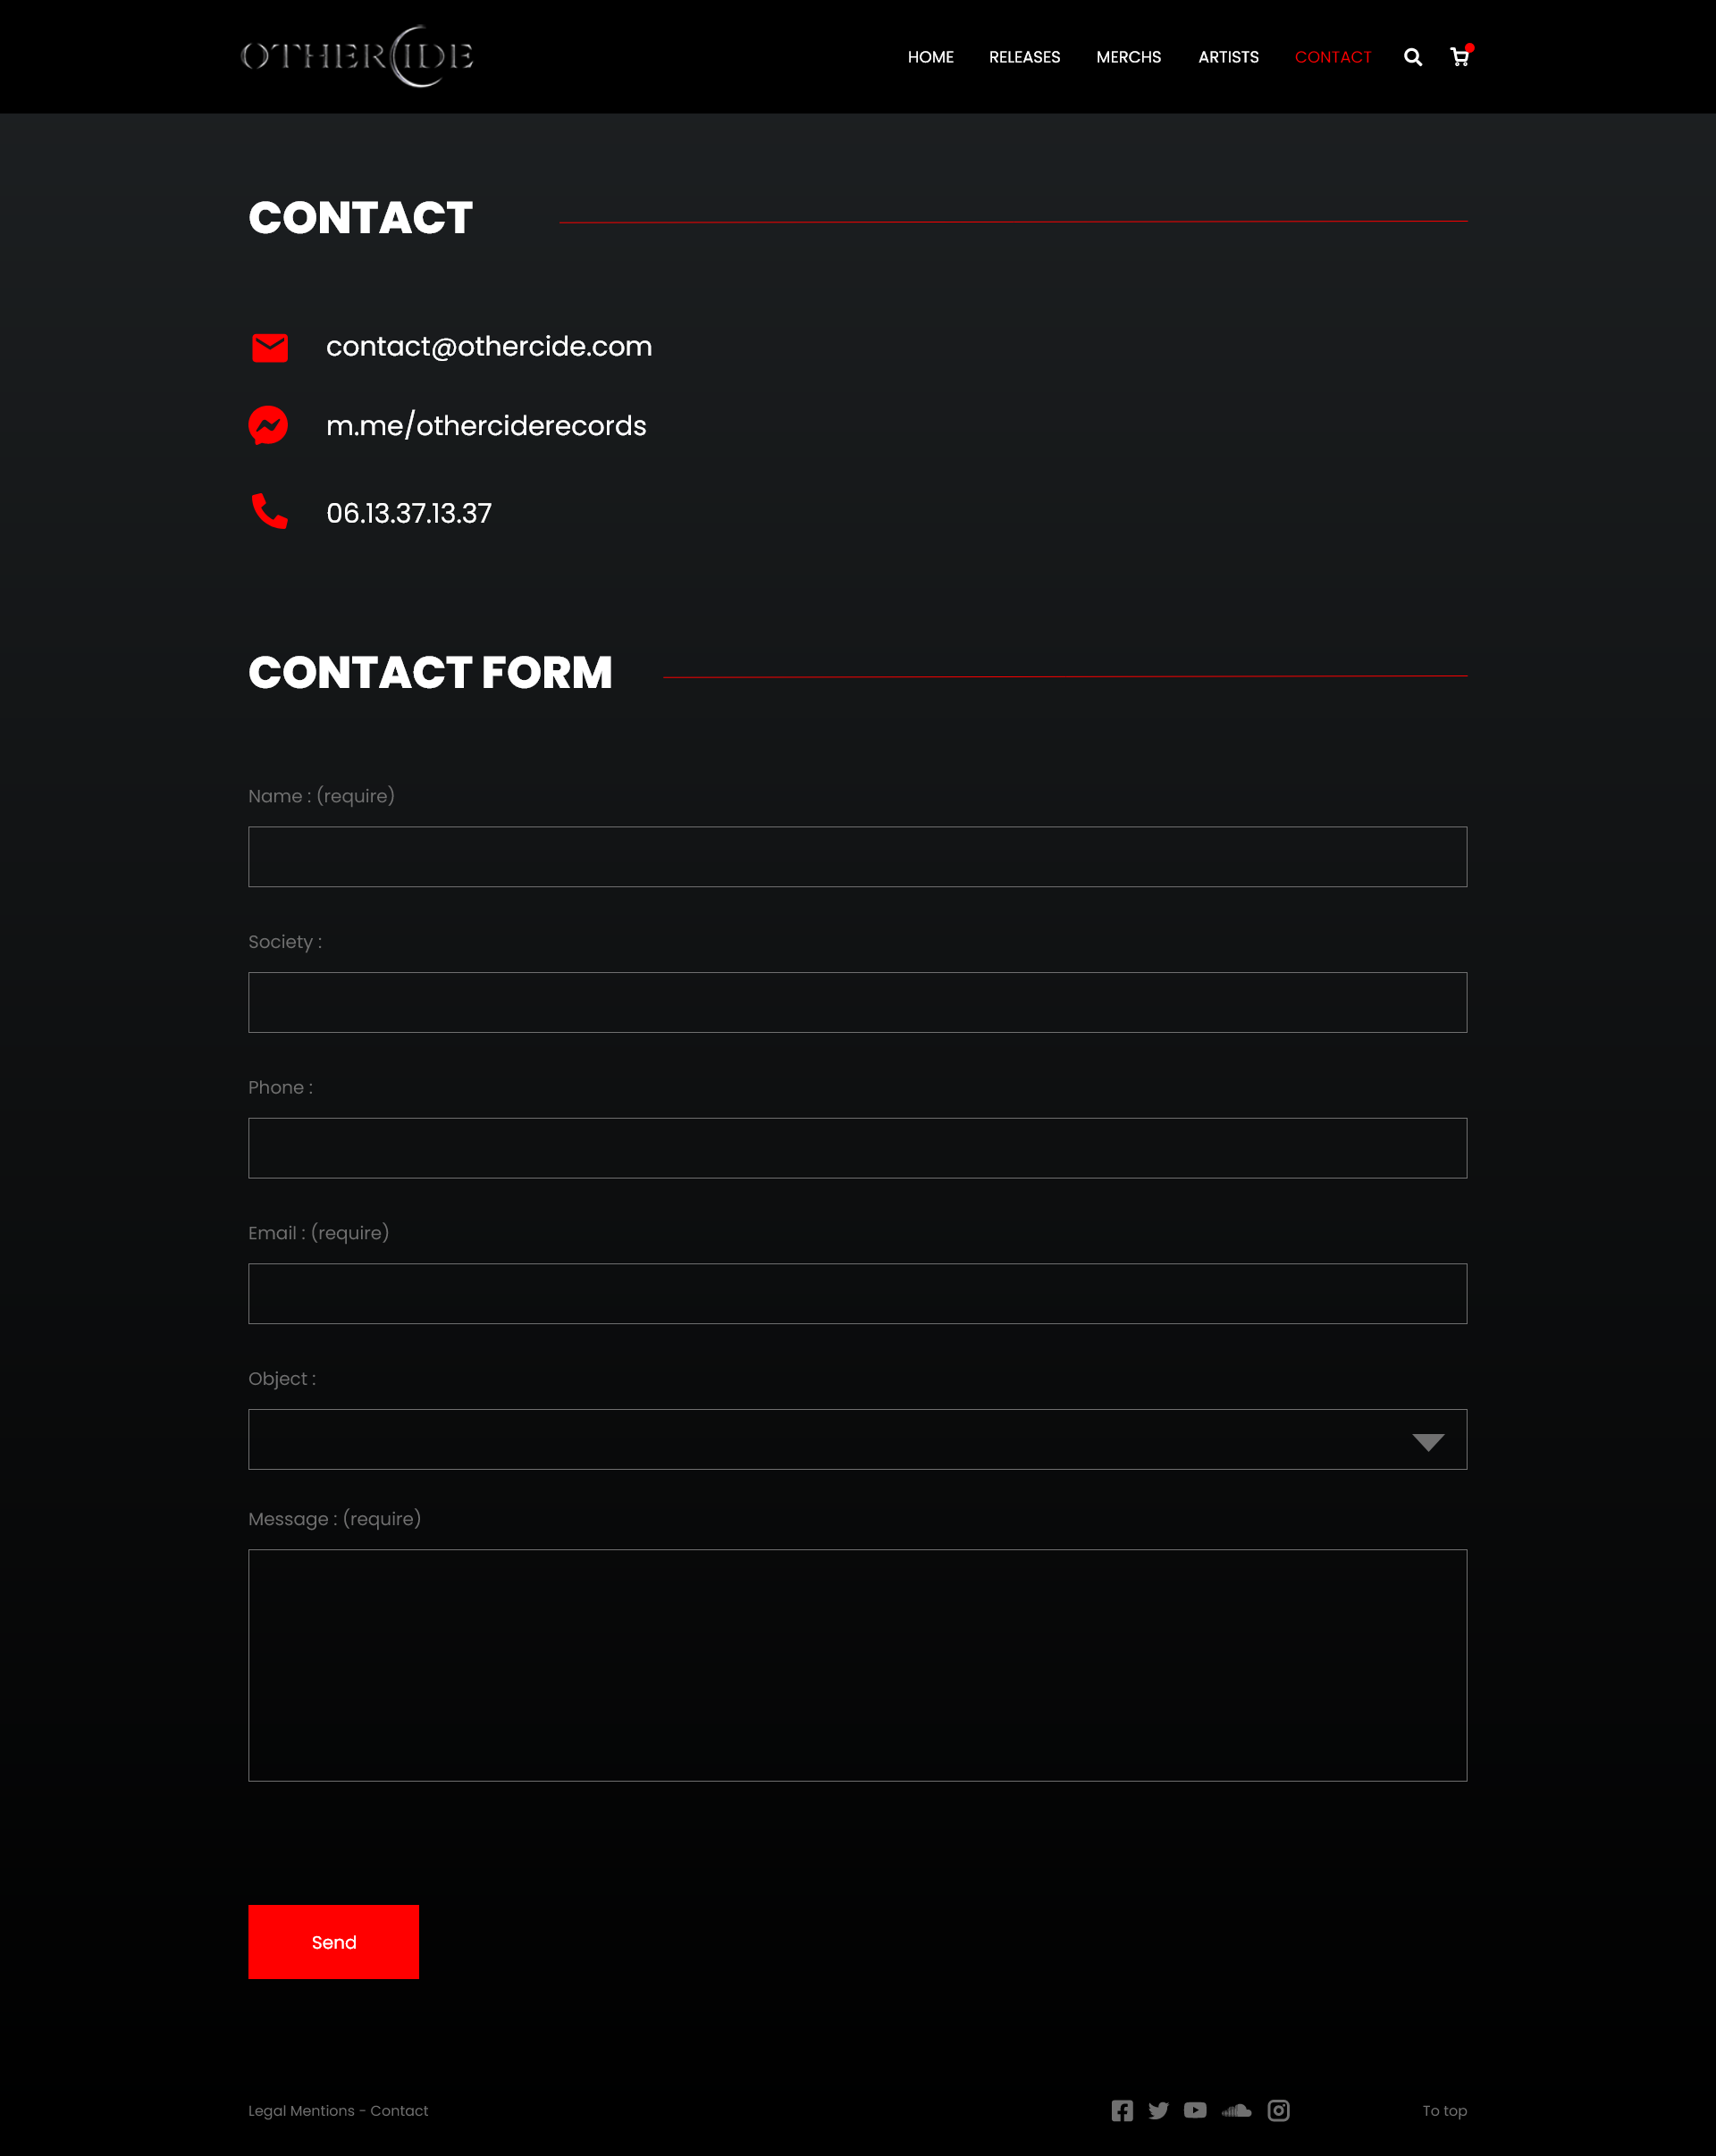 OTHERCIDE
HOME RELEASES MERCHS ARTISTS CONTACT
CONTACT
contact@othercide.com
m.me/otherciderecords
06.13.37.13.37
CONTACT FORM
Name : (require)
Society :
Phone :
Email : (require)
Object :
Message : (require)
Send
Legal Mentions - Contact
To top